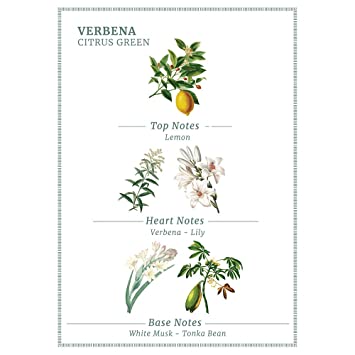 VERBENA
CITRUS GREEN
Top Notes
Lemon
Heart Notes
Verbena - Lily
Base Notes
White Musk - Tonka Bean